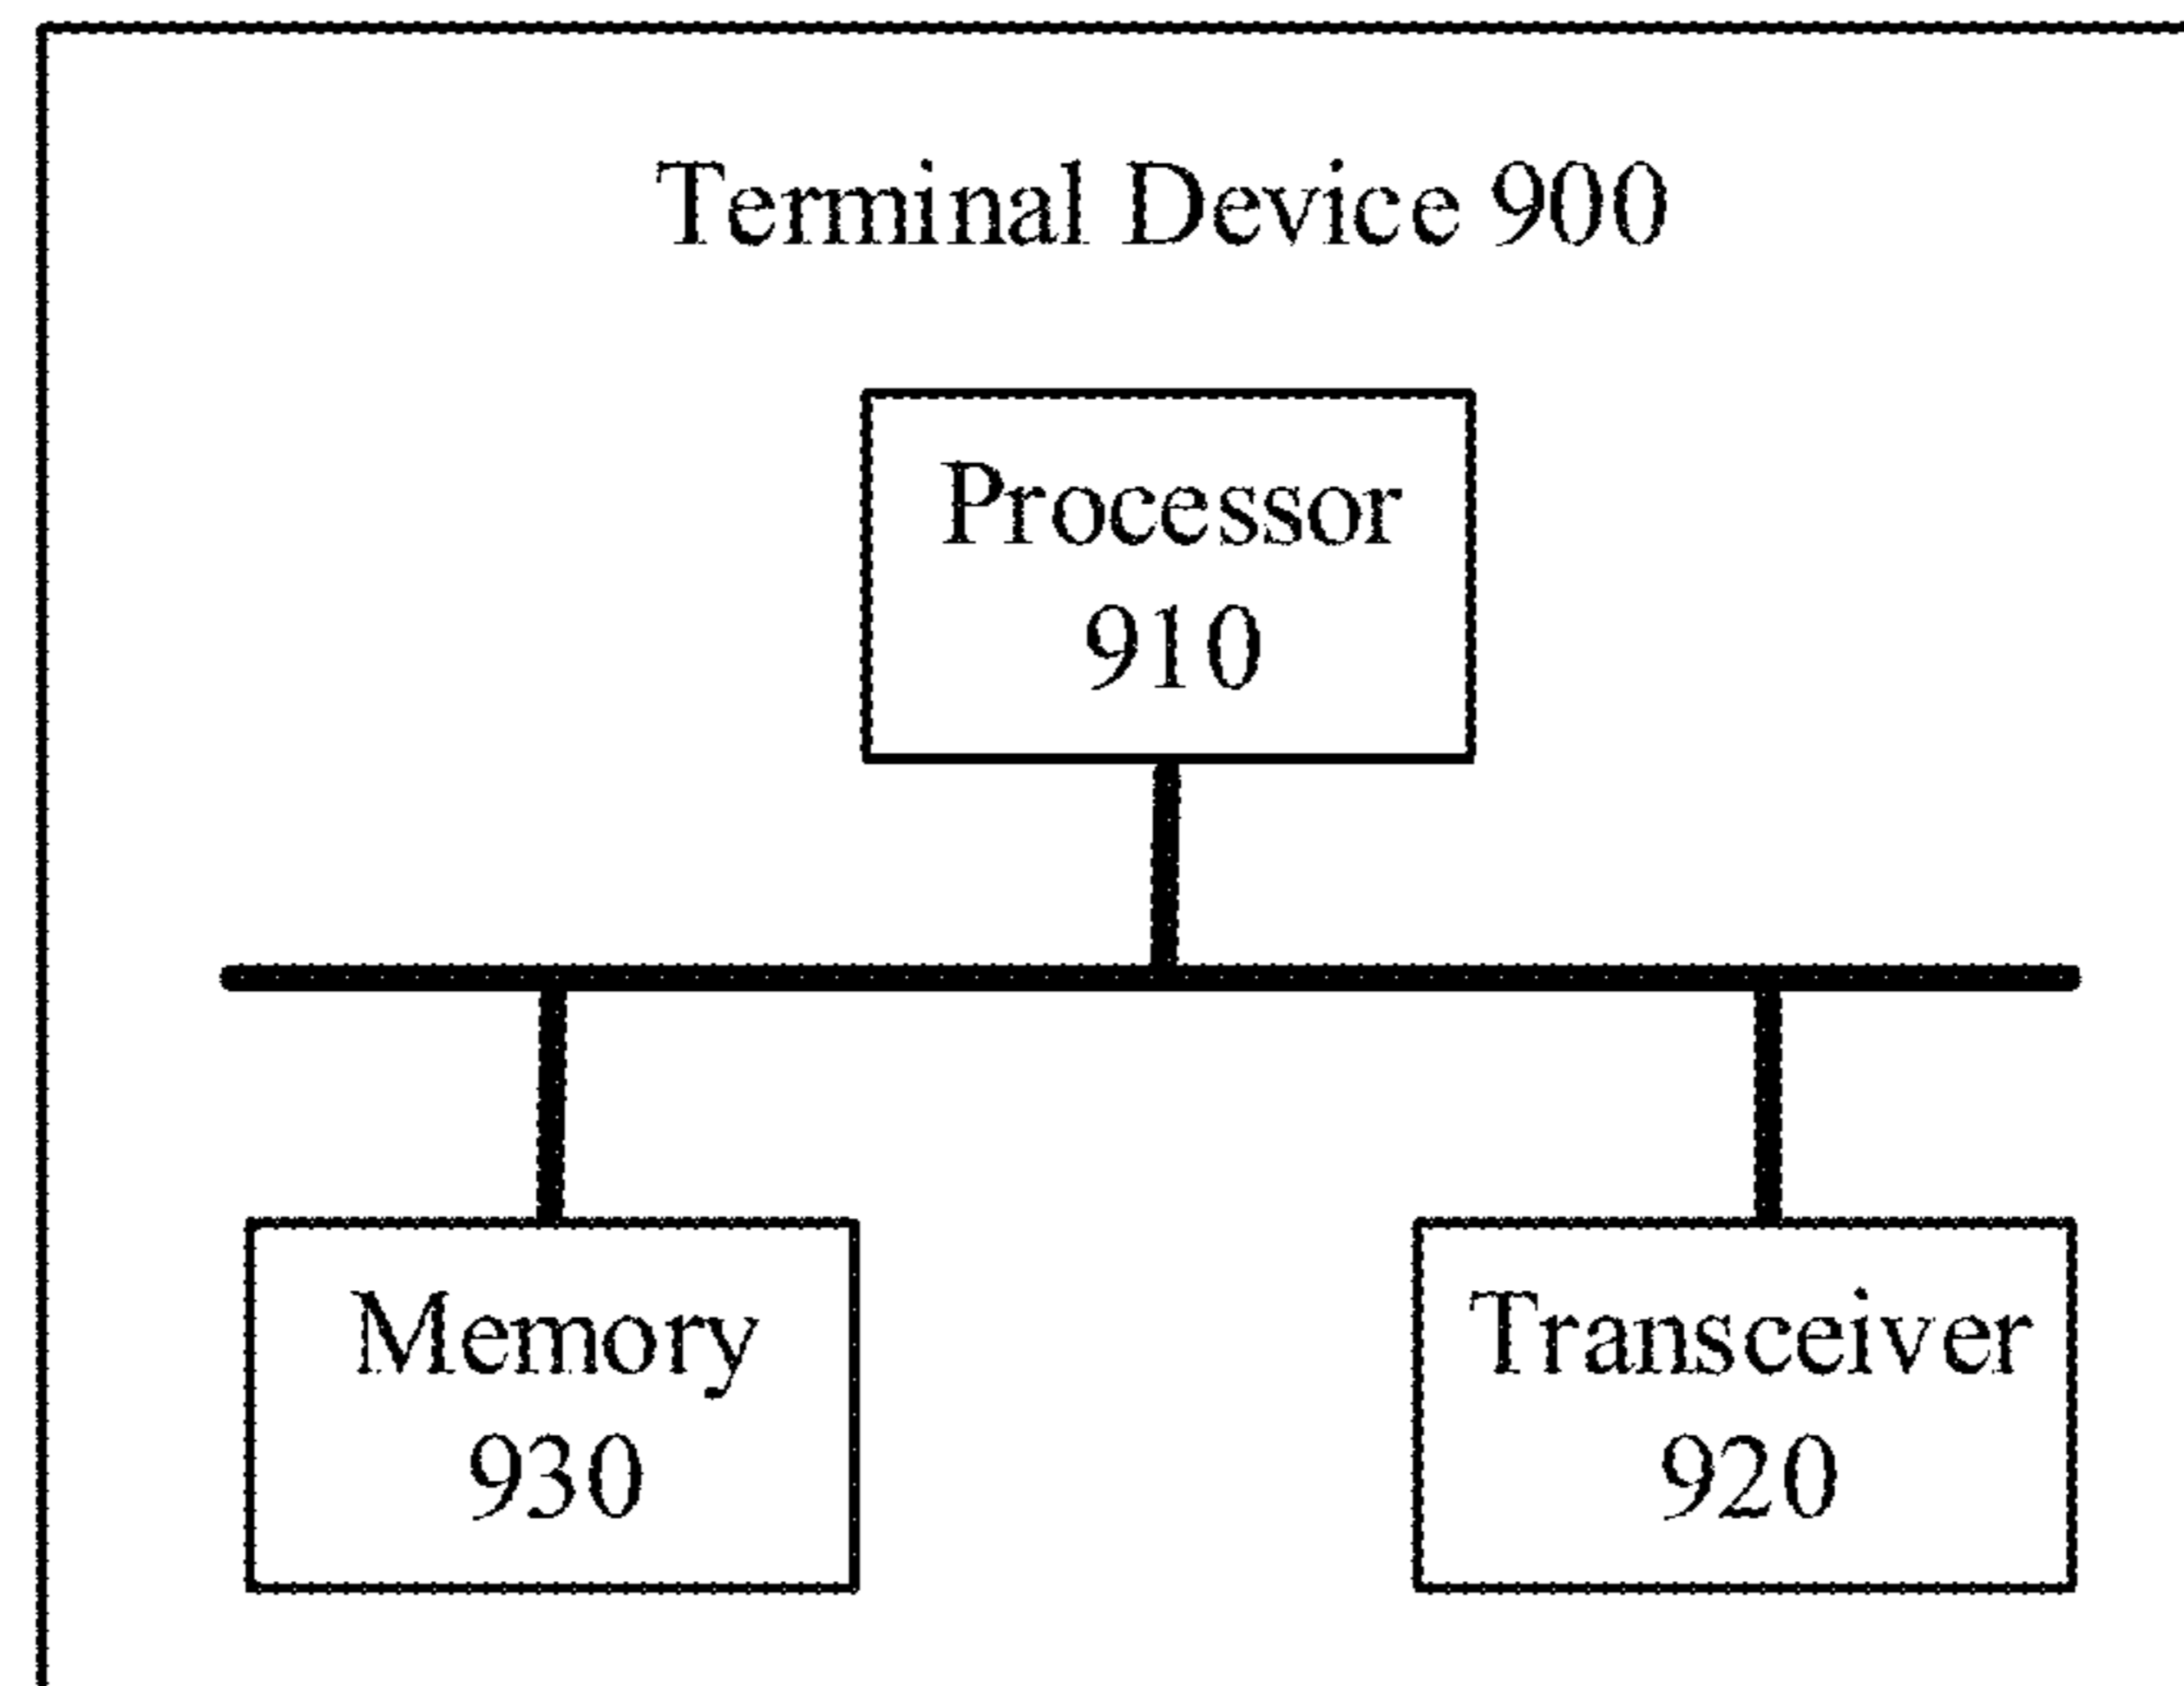 Terminal Device 900
Processor
910
Memory
930
Transceiver
920